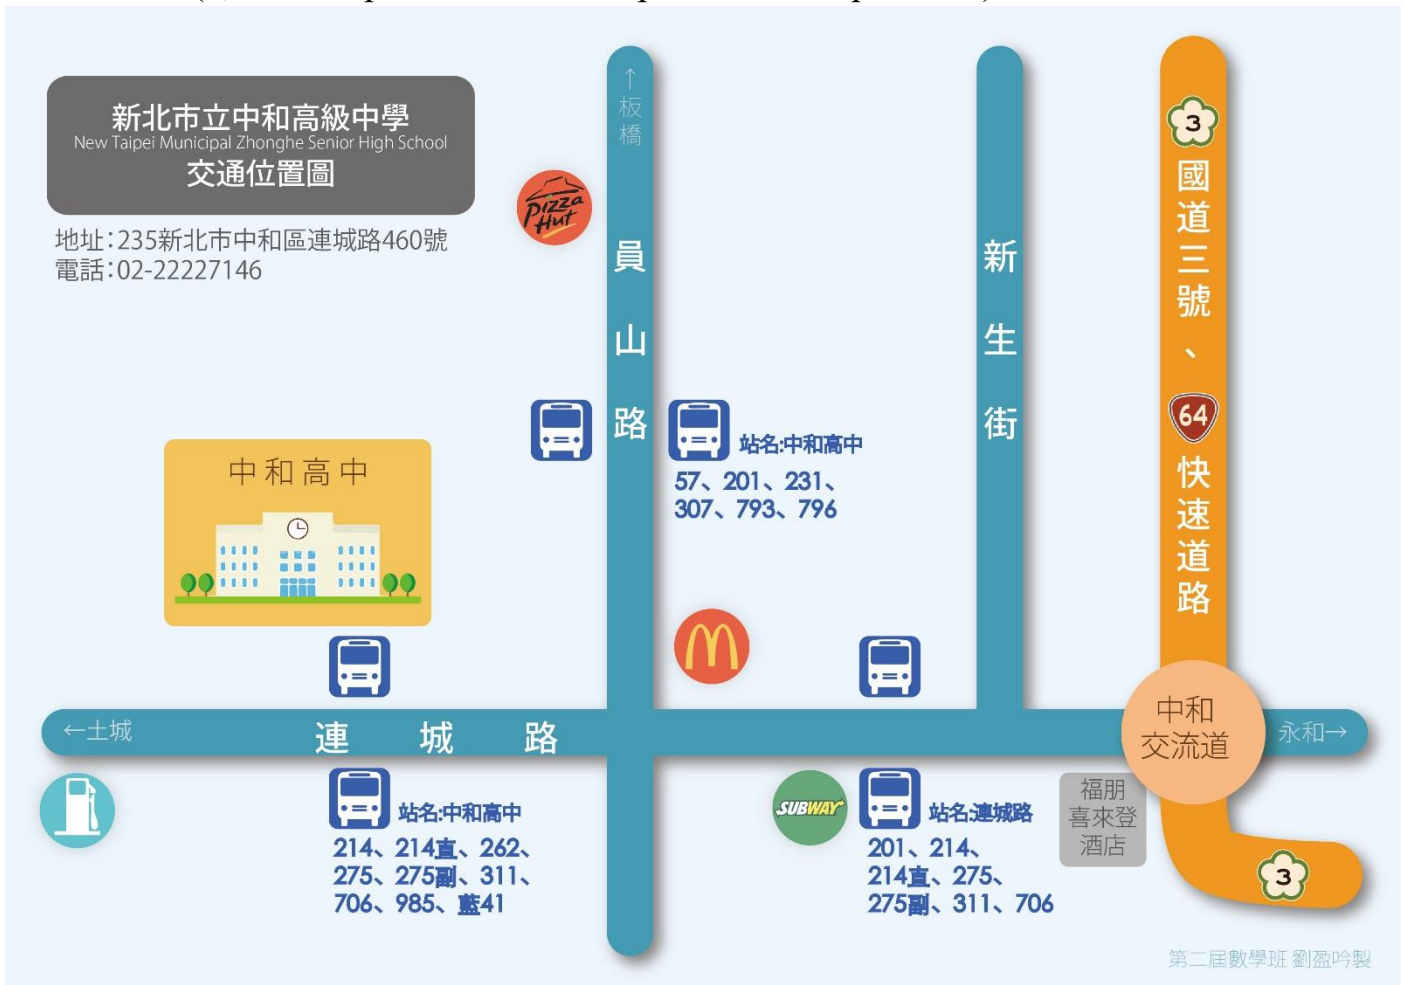 新北市立中和高級中學
New Taipei Municipal Zhonghe Senior High School
交通位置圖
地址：235新北市中和區連城路460號
電話：02-22227146
↑板橋
員山路
新生街
3
國道三號、
64
快速道路
Pizza Hut
站名:中和高中
57、201、231、
307、793、796
中和高中
←土城
連城路
中和
交流道
永和→
站名:中和高中
214、214直、262、
275、275副、311、
706、985、藍41
SUBWAY
站名:連城路
201、214、
214直、275、
275副、311、706
福朋
喜來登
酒店
3
第二屆數學班 劉盈吟製